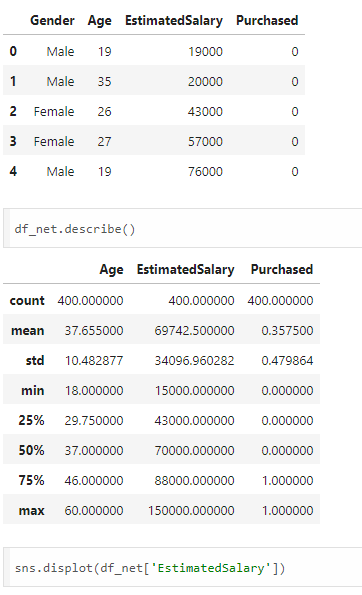 Gender Age EstimatedSalary Purchased
0 Male 19 19000 0
1 Male 35 20000 0
2 Female 26 43000 0
3 Female 27 57000 0
4 Male 19 76000 0
df_net.describe()
Age EstimatedSalary Purchased
count 400.000000 400.000000 400.000000
mean 37.655000 69742.500000 0.357500
std 10.482877 34096.960282 0.479864
min 18.000000 15000.000000 0.000000
25% 29.750000 43000.000000 0.000000
50% 37.000000 70000.000000 0.000000
75% 46.000000 88000.000000 1.000000
max 60.000000 150000.000000 1.000000
sns.displot(df_net['EstimatedSalary'])